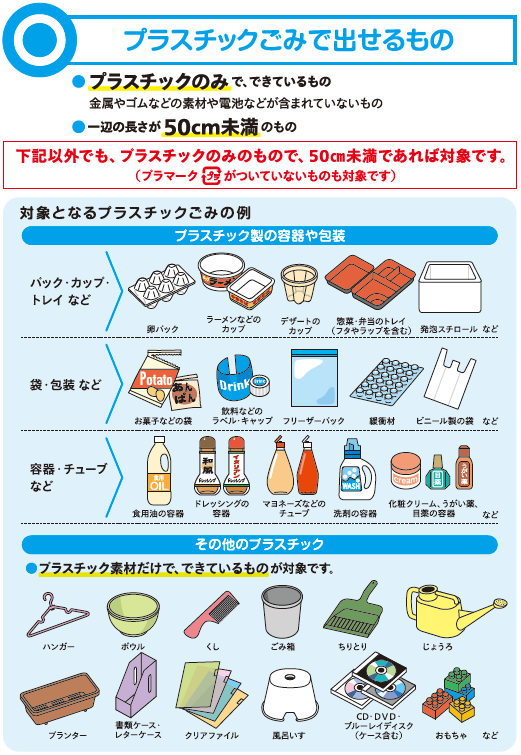 プラスチックごみで出せるもの
● プラスチックのみで、できているもの
金属やゴムなどの素材や電池などが含まれていないもの
● 一辺の長さが50cm未満のもの
下記以外でも、プラスチックのみのもので、50㎝未満であれば対象です。
（プラマーク プラ がついていないものも対象です）
対象となるプラスチックごみの例
プラスチック製の容器や包装
パック・カップ・
トレイ など
卵パック
ラーメンなどの
カップ
デザートの
カップ
惣菜・弁当のトレイ
（フタやラップを含む）
発泡スチロール など
袋・包装 など
Potato
あんぱん
Drink
お菓子などの袋
飲料などの
ラベル・キャップ
フリーザーパック
緩衝材
ビニール製の袋 など
容器・チューブ
など
食用
OIL
和風
ドレッシング
イタリアン
ドレッシング
WASH
cream
目薬
うがい薬
食用油の容器
ドレッシングの
容器
マヨネーズなどの
チューブ
洗剤の容器
化粧クリーム、うがい薬、
目薬の容器 など
その他のプラスチック
●プラスチック素材だけで、できているものが対象です。
ハンガー
ボウル
くし
ごみ箱
ちりとり
じょうろ
プランター
書類ケース・
レターケース
クリアファイル
風呂いす
CD・DVD・
ブルーレイディスク
（ケース含む）
おもちゃ など